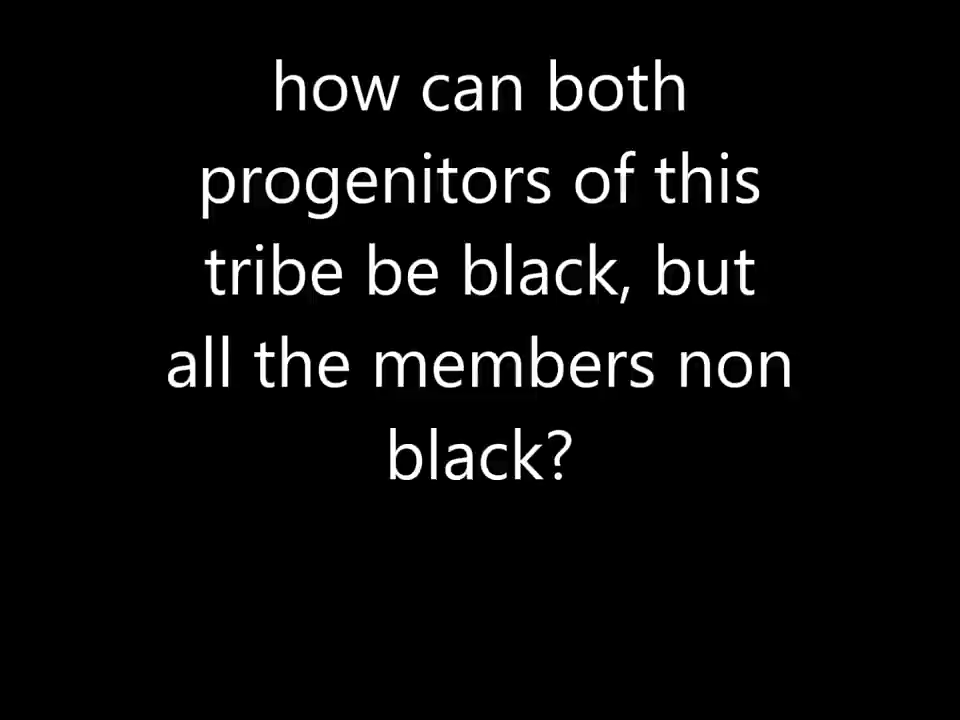 how can both
progenitors of this
tribe be black, but
all the members non
black?